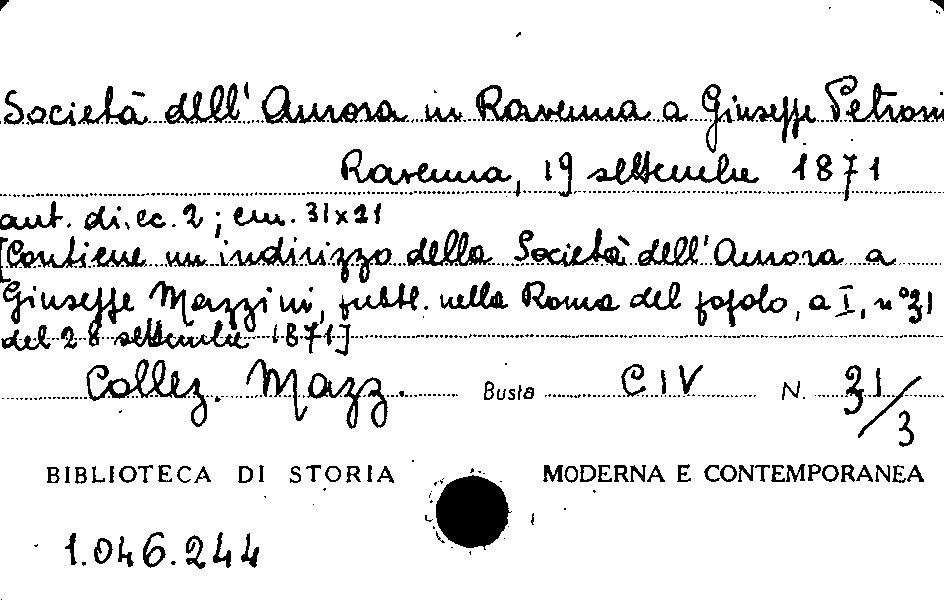 Società dell'Aurora in Ravenna a Giuseppe Petroni
Ravenna, 19 settembre 1871
aut. di. cc. 2; cm. 31x21
[Contiene un indirizzo della Società dell'Aurora a
Giuseppe Mazzini, pubbl. nella Roma del popolo, a I, n° 31
del 28 settembre 1871]
Collez. Mazz. Busta CIV N. 31/3
BIBLIOTECA DI STORIA MODERNA E CONTEMPORANEA
1.046.244